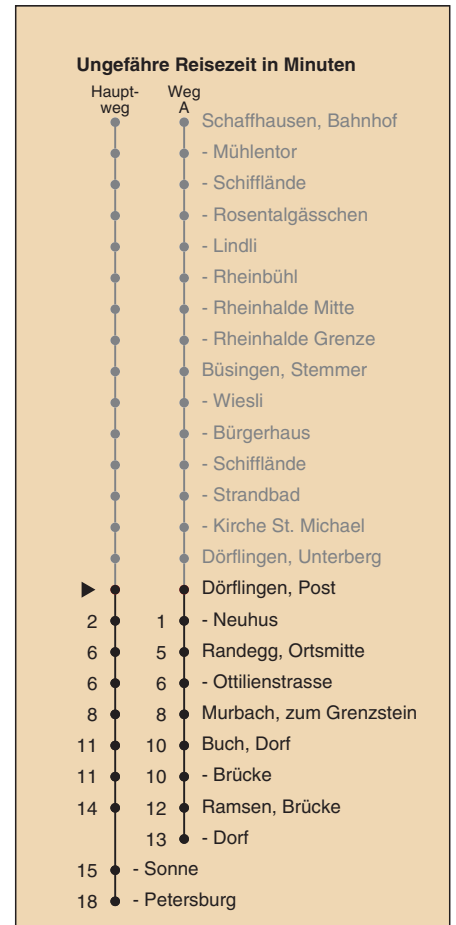 Ungefähre Reisezeit in Minuten
Haupt- Weg
weg A
Schaffhausen, Bahnhof
- Mühlentor
- Schifflände
- Rosentalgässchen
- Lindli
- Rheinbühl
- Rheinhalde Mitte
- Rheinhalde Grenze
Büsingen, Stemmer
- Wiesli
- Bürgerhaus
- Schifflände
- Strandbad
- Kirche St. Michael
Dörflingen, Unterberg
Dörflingen, Post
2 1 - Neuhus
6 5 Randegg, Ortsmitte
6 6 - Ottilienstrasse
8 8 Murbach, zum Grenzstein
11 10 Buch, Dorf
11 10 - Brücke
14 12 Ramsen, Brücke
13 - Dorf
15 - Sonne
18 - Petersburg